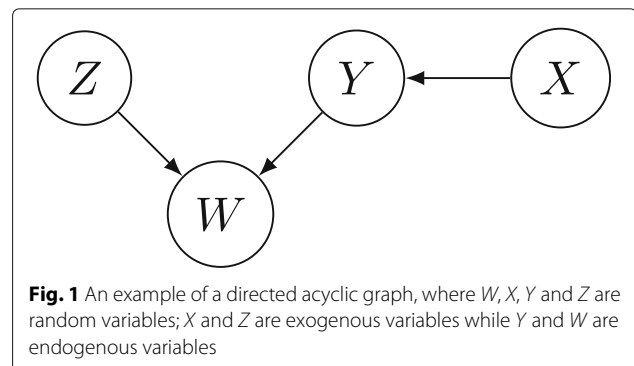 Z
Y
X
W
Fig. 1 An example of a directed acyclic graph, where W, X, Y and Z are
random variables; X and Z are exogenous variables while Y and W are
endogenous variables